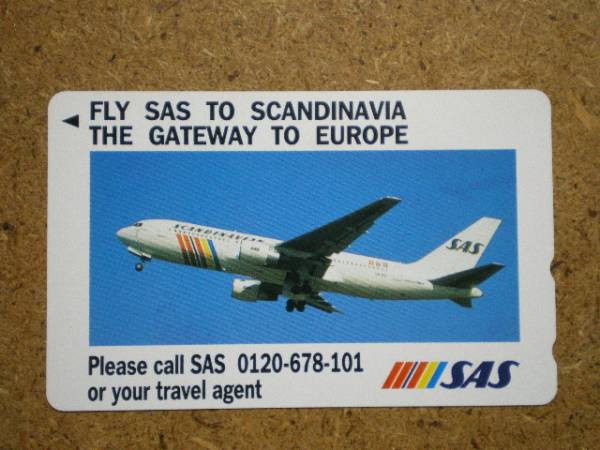 FLY SAS TO SCANDINAVIA
THE GATEWAY TO EUROPE
SCANDINAVIAN
SAS
Please call SAS 0120-678-101
or your travel agent
SAS